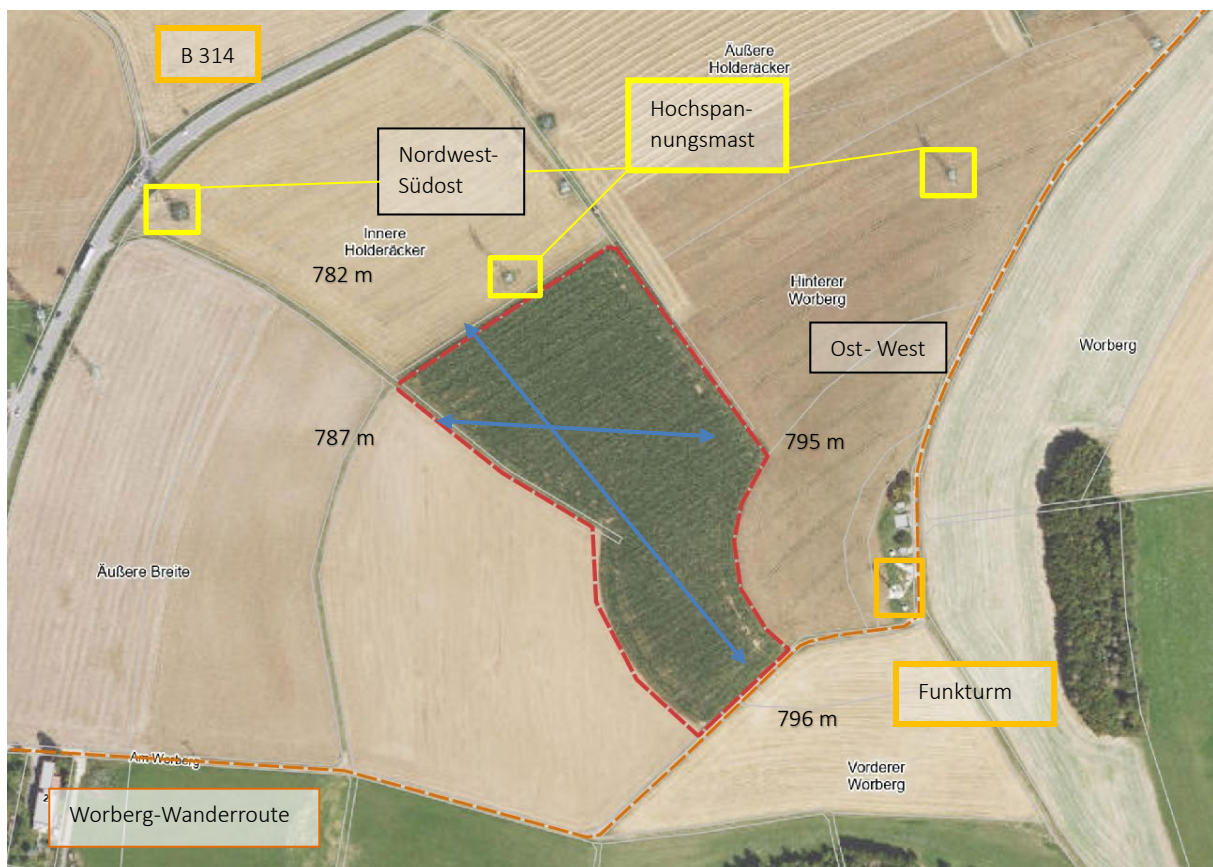 B 314
Äußere
Holderäcker
Hochspan-
nungsmast
Nordwest-
Südost
Innere
Holderäcker
782 m
Hinterer
Worberg
Ost- West
Worberg
787 m
795 m
Äußere Breite
Funkturm
796 m
Am Worberg
Vorderer
Worberg
2
Worberg-Wanderroute